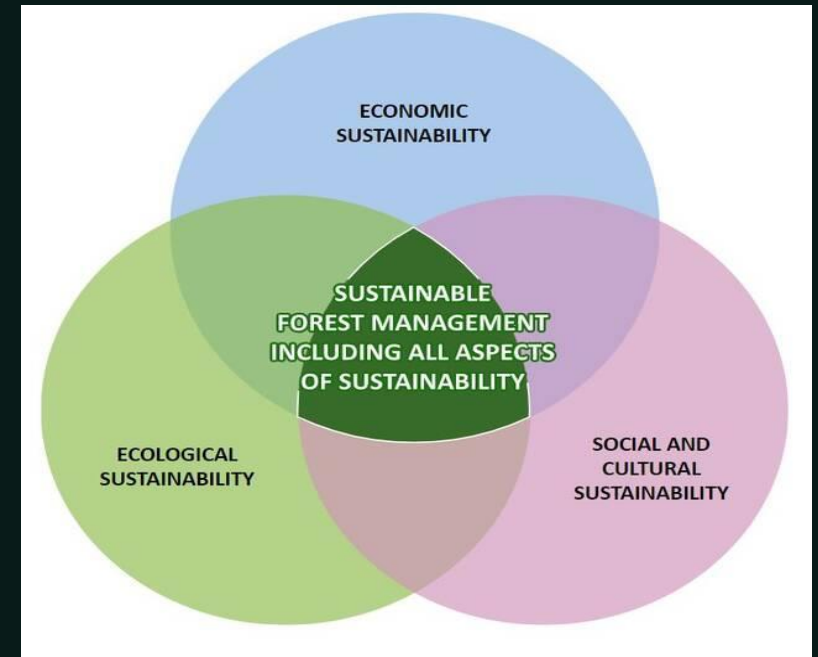 ECONOMIC
SUSTAINABILITY
SUSTAINABLE
FOREST MANAGEMENT
INCLUDING ALL ASPECTS
OF SUSTAINABILITY
ECOLOGICAL
SUSTAINABILITY
SOCIAL AND
CULTURAL
SUSTAINABILITY